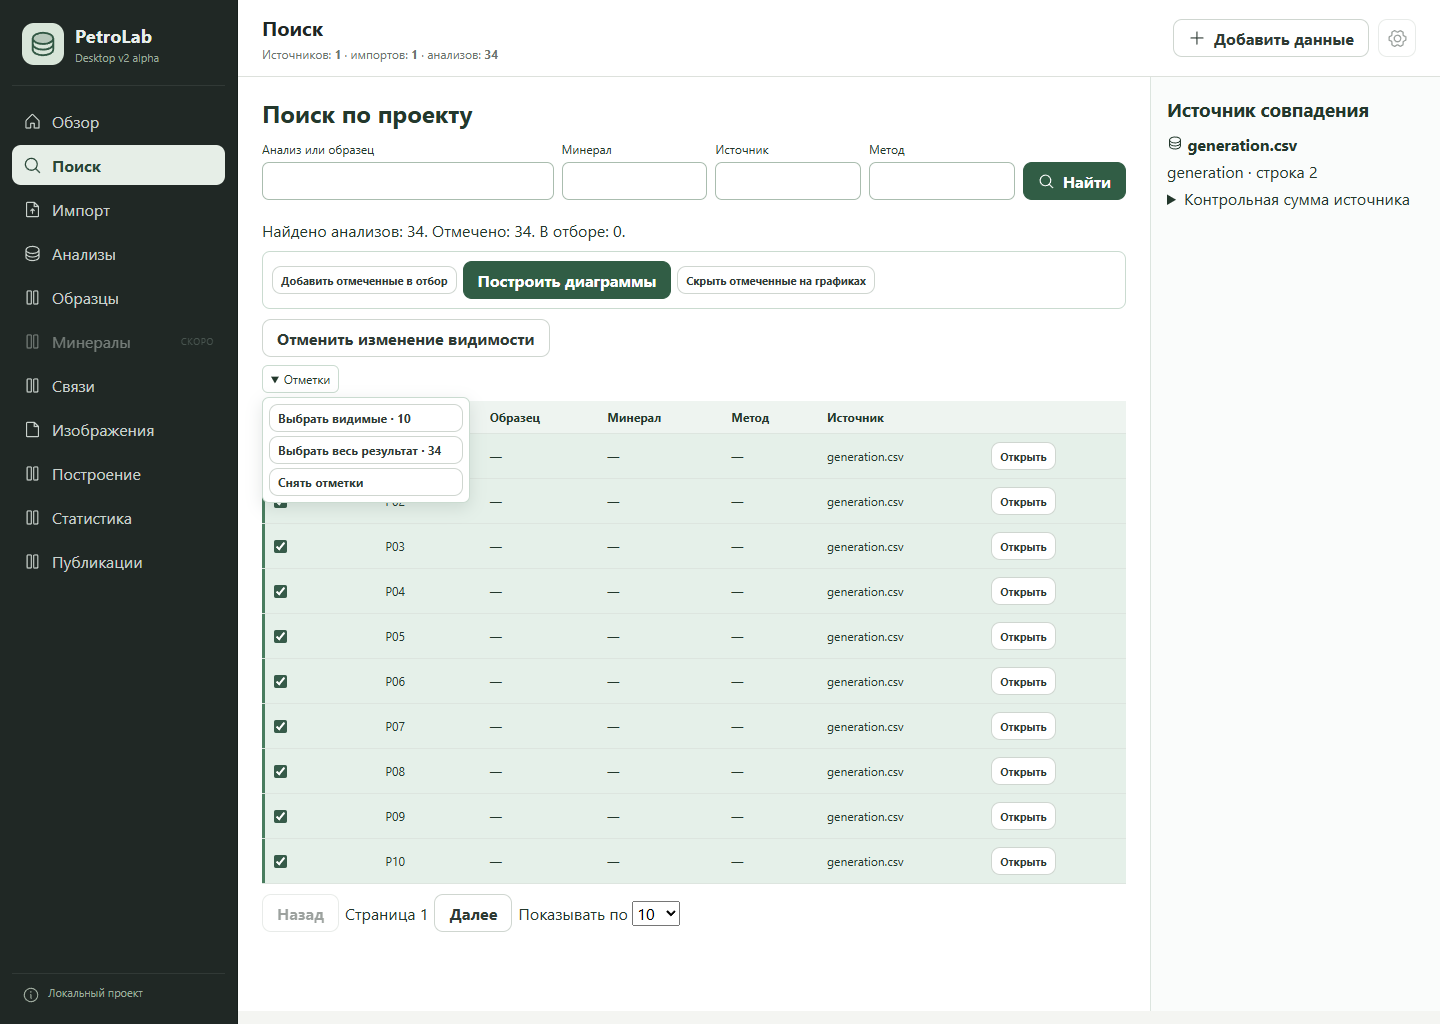 PetroLab
Desktop v2 alpha
Обзор
Поиск
Импорт
Анализы
Образцы
Минералы СКОРО
Связи
Изображения
Построение
Статистика
Публикации
Локальный проект
Поиск
Источников: 1 · импортов: 1 · анализов: 34
Добавить данные
Поиск по проекту
Анализ или образец Минерал Источник Метод
Найти
Найдено анализов: 34. Отмечено: 34. В отборе: 0.
Добавить отмеченные в отбор Построить диаграммы Скрыть отмеченные на графиках
Отменить изменение видимости
▼ Отметки
Выбрать видимые · 10
Выбрать весь результат · 34
Снять отметки
Образец Минерал Метод Источник
— — — generation.csv Открыть
P02 — — — generation.csv Открыть
P03 — — — generation.csv Открыть
P04 — — — generation.csv Открыть
P05 — — — generation.csv Открыть
P06 — — — generation.csv Открыть
P07 — — — generation.csv Открыть
P08 — — — generation.csv Открыть
P09 — — — generation.csv Открыть
P10 — — — generation.csv Открыть
Назад Страница 1 Далее Показывать по 10
Источник совпадения
generation.csv
generation · строка 2
▶ Контрольная сумма источника